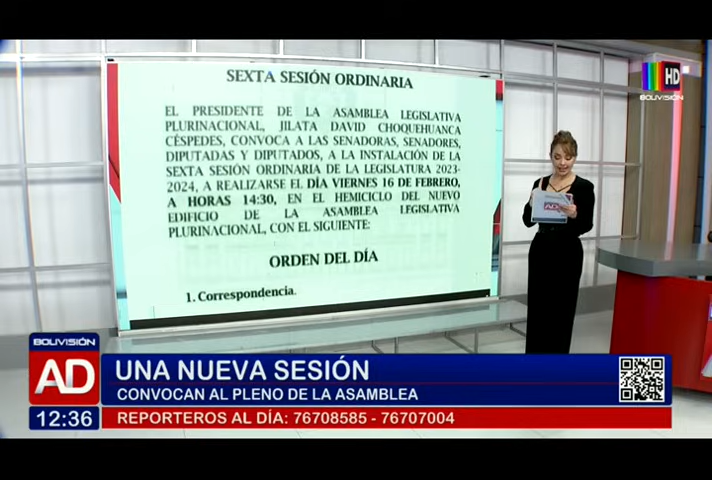 SEXTA SESIÓN ORDINARIA
EL PRESIDENTE DE LA ASAMBLEA LEGISLATIVA
PLURINACIONAL, JILATA DAVID CHOQUEHUANCA
CÉSPEDES, CONVOCA A LAS SENADORAS, SENADORES,
DIPUTADAS Y DIPUTADOS, A LA INSTALACIÓN DE LA
SEXTA SESIÓN ORDINARIA DE LA LEGISLATURA 2023-
2024, A REALIZARSE EL DÍA VIERNES 16 DE FEBRERO,
A HORAS 14:30, EN EL HEMICICLO DEL NUEVO
EDIFICIO DE LA ASAMBLEA LEGISLATIVA
PLURINACIONAL, CON EL SIGUIENTE:
ORDEN DEL DÍA
1. Correspondencia.
HD
BOLIVISIÓN
AD
BOLIVISIÓN
AD
12:36
UNA NUEVA SESIÓN
CONVOCAN AL PLENO DE LA ASAMBLEA
REPORTEROS AL DÍA: 76708585 - 76707004